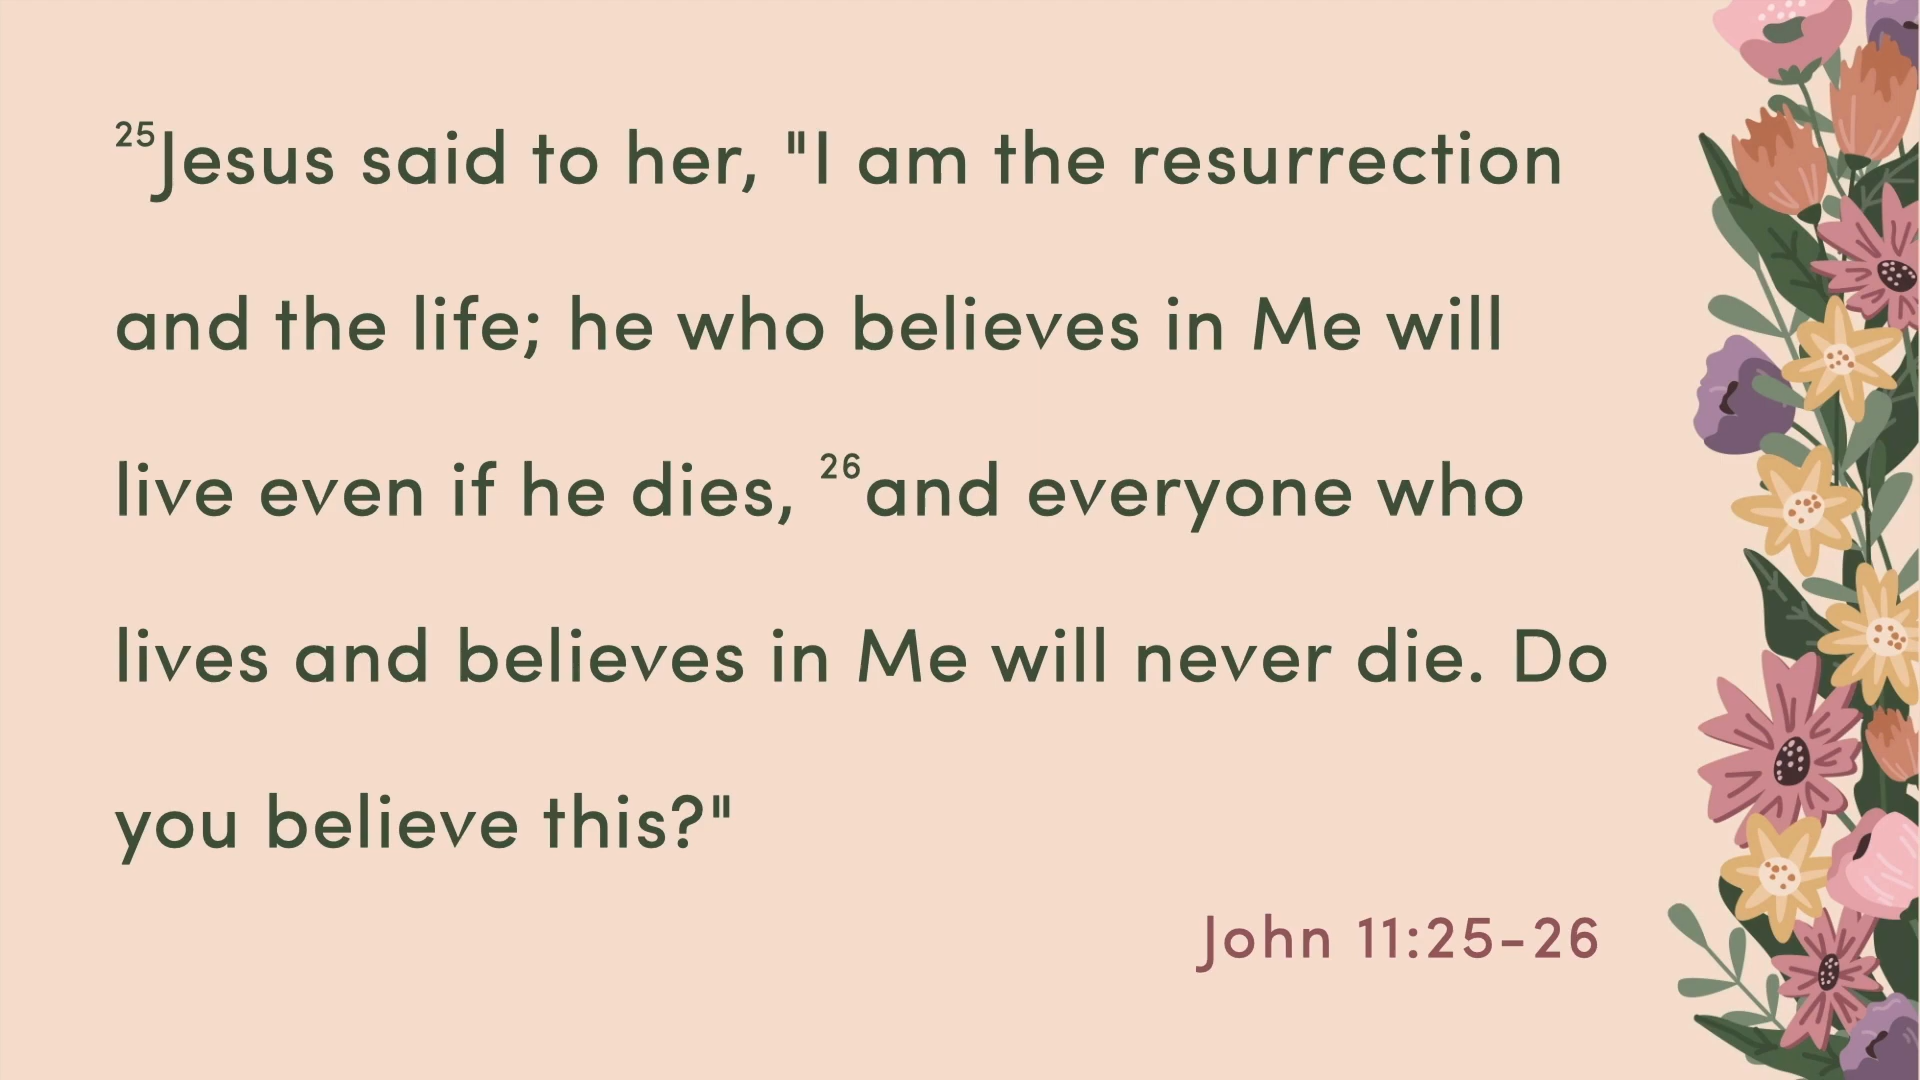 25Jesus said to her, "I am the resurrection
and the life; he who believes in Me will
live even if he dies, 26and everyone who
lives and believes in Me will never die. Do
you believe this?"
John 11:25-26